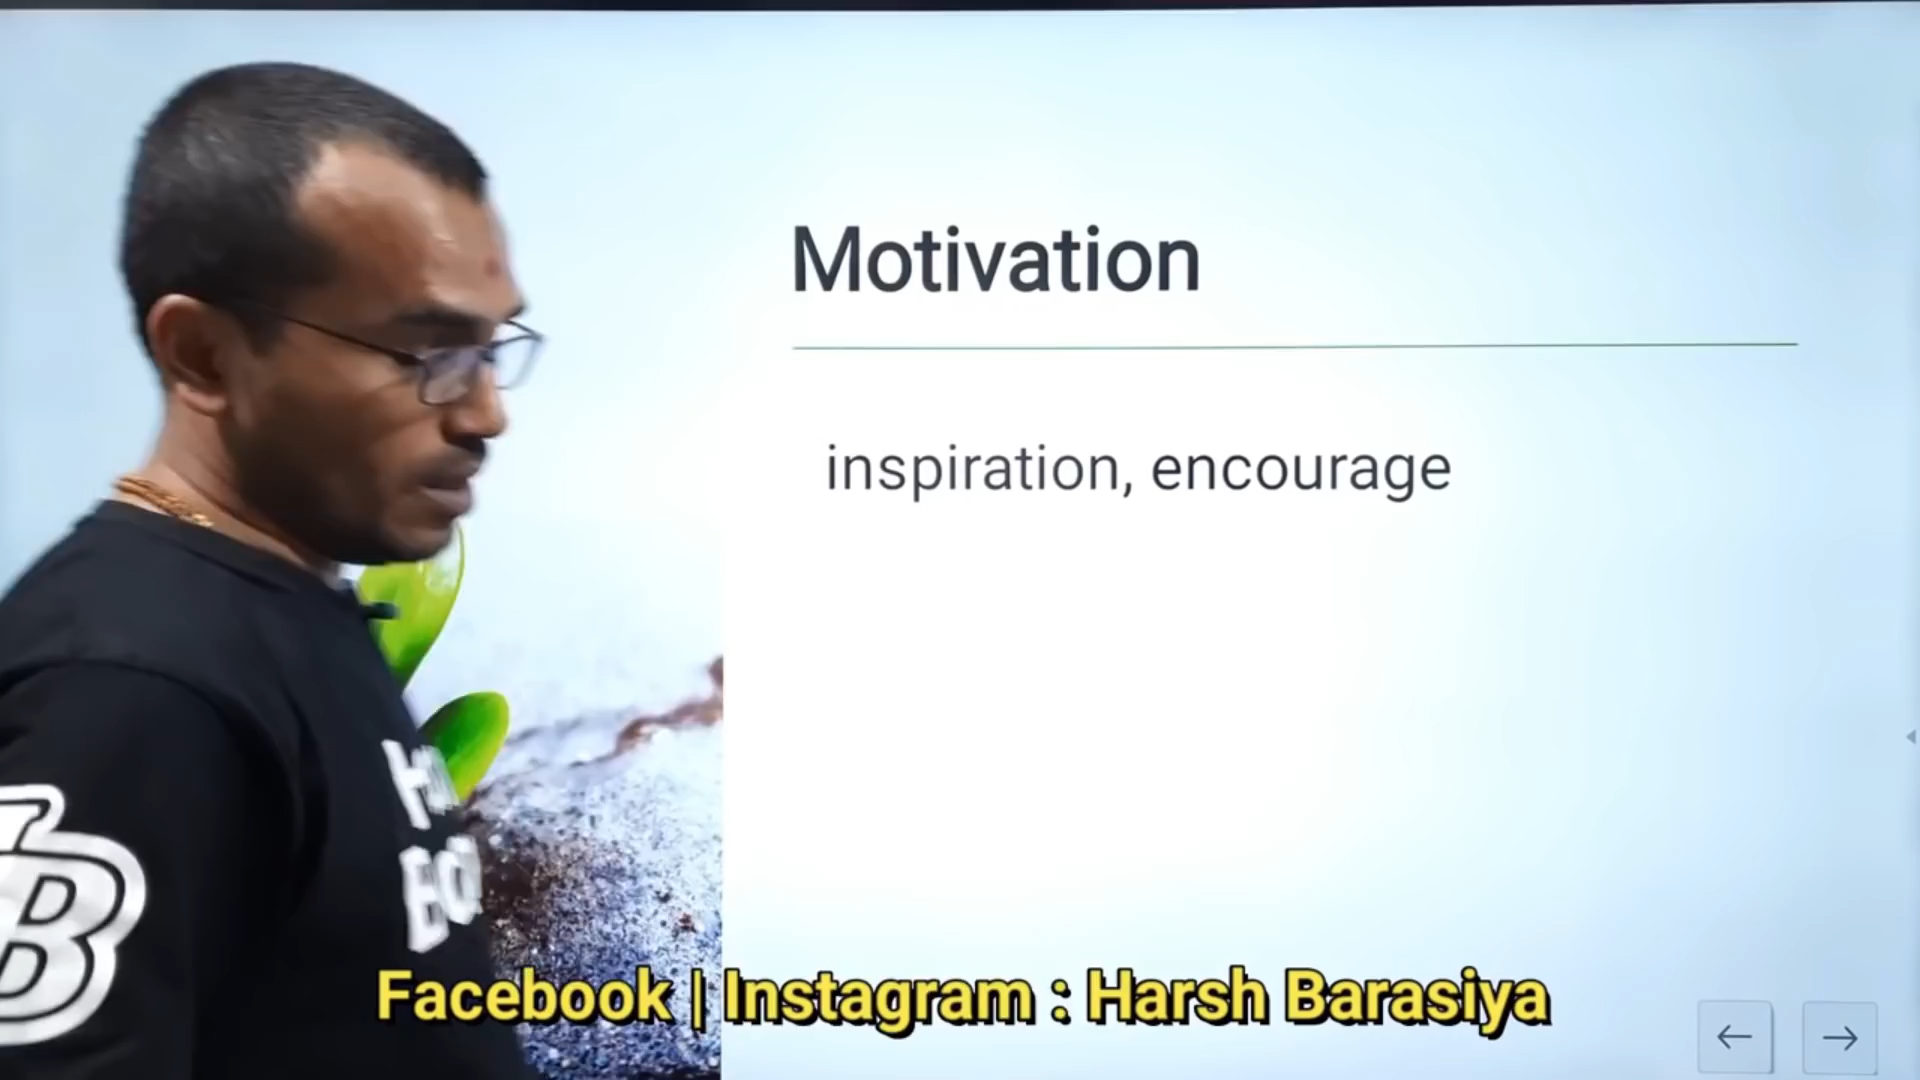 Motivation
inspiration, encourage
B
Facebook | Instagram : Harsh Barasiya